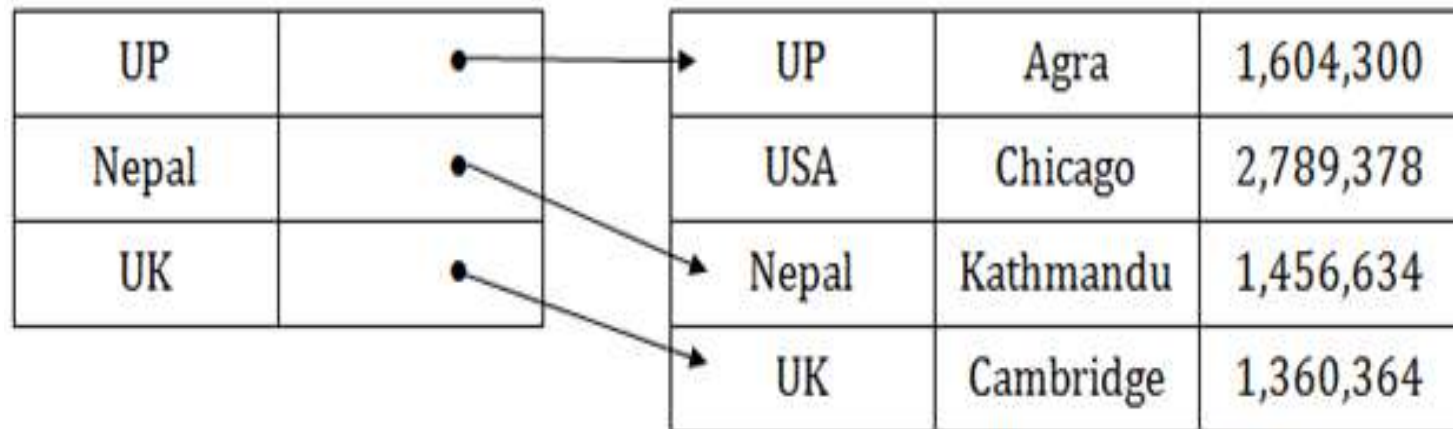 UP UP Agra 1,604,300
Nepal USA Chicago 2,789,378
UK Nepal Kathmandu 1,456,634
UK Cambridge 1,360,364